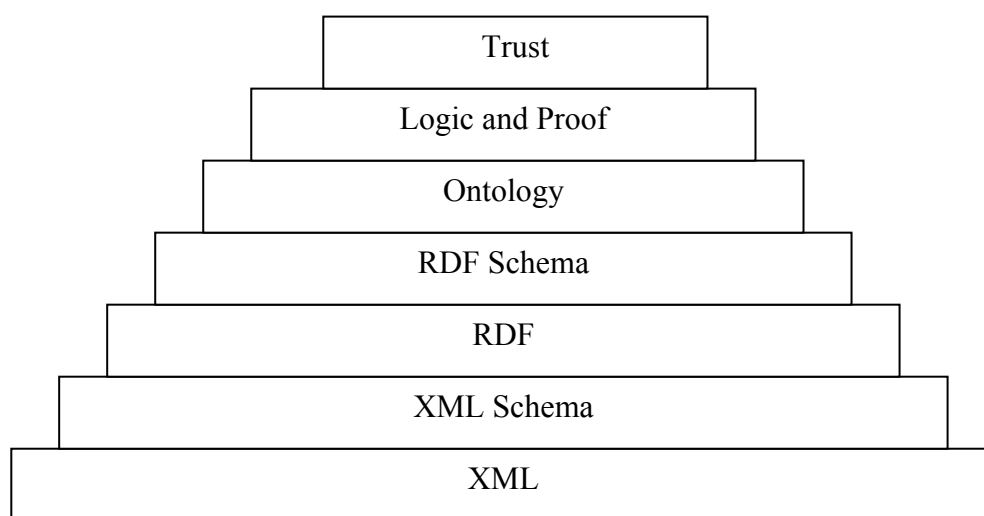 Trust
Logic and Proof
Ontology
RDF Schema
RDF
XML Schema
XML